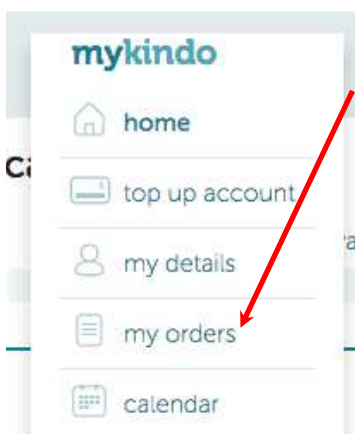 mykindo
home
top up account
my details
my orders
calendar